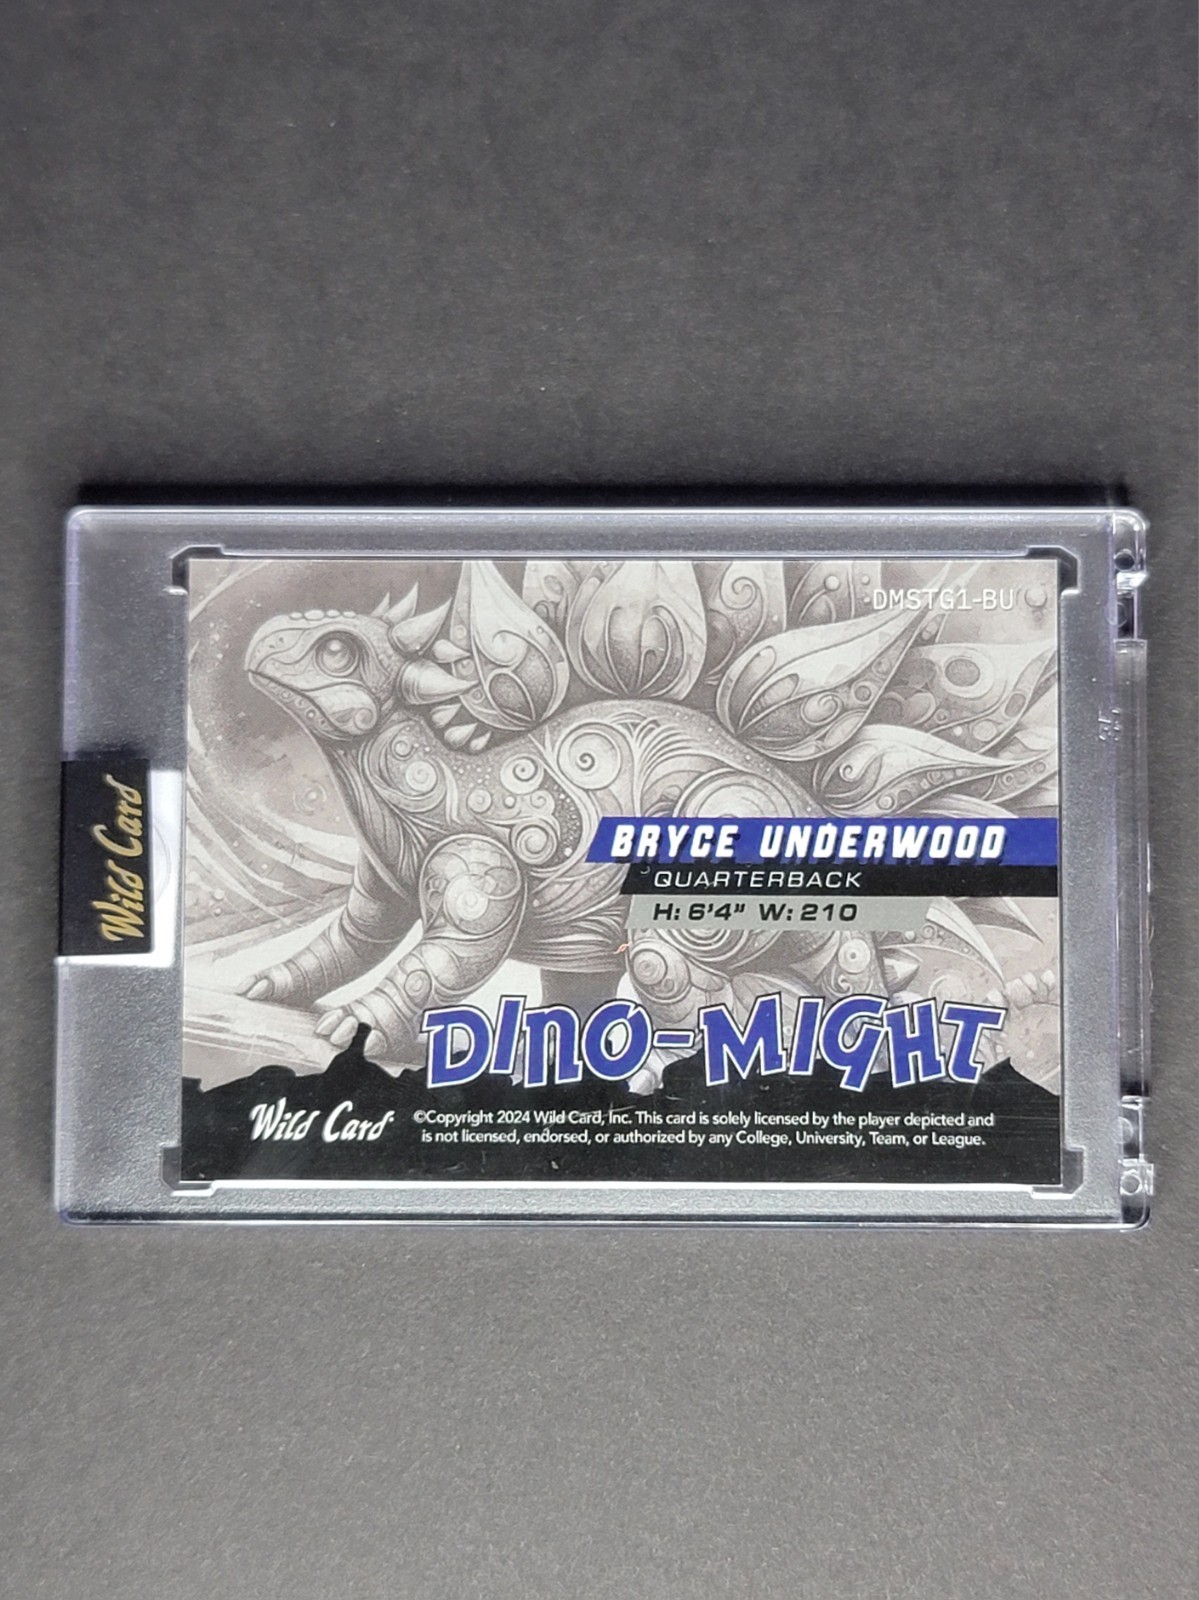 DMSTG1-BU
Wild Card
BRYCE UNDERWOOD
QUARTERBACK
H: 6'4" W: 210
DINO-MIGHT
Wild Card
©Copyright 2024 Wild Card, Inc. This card is solely licensed by the player depicted and
is not licensed, endorsed, or authorized by any College, University, Team, or League.